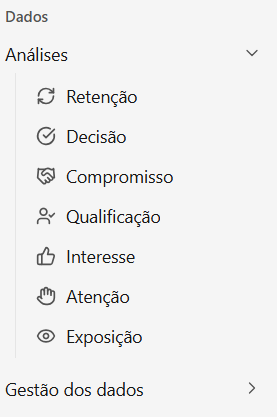 Dados
Análises
Retenção
Decisão
Compromisso
Qualificação
Interesse
Atenção
Exposição
Gestão dos dados